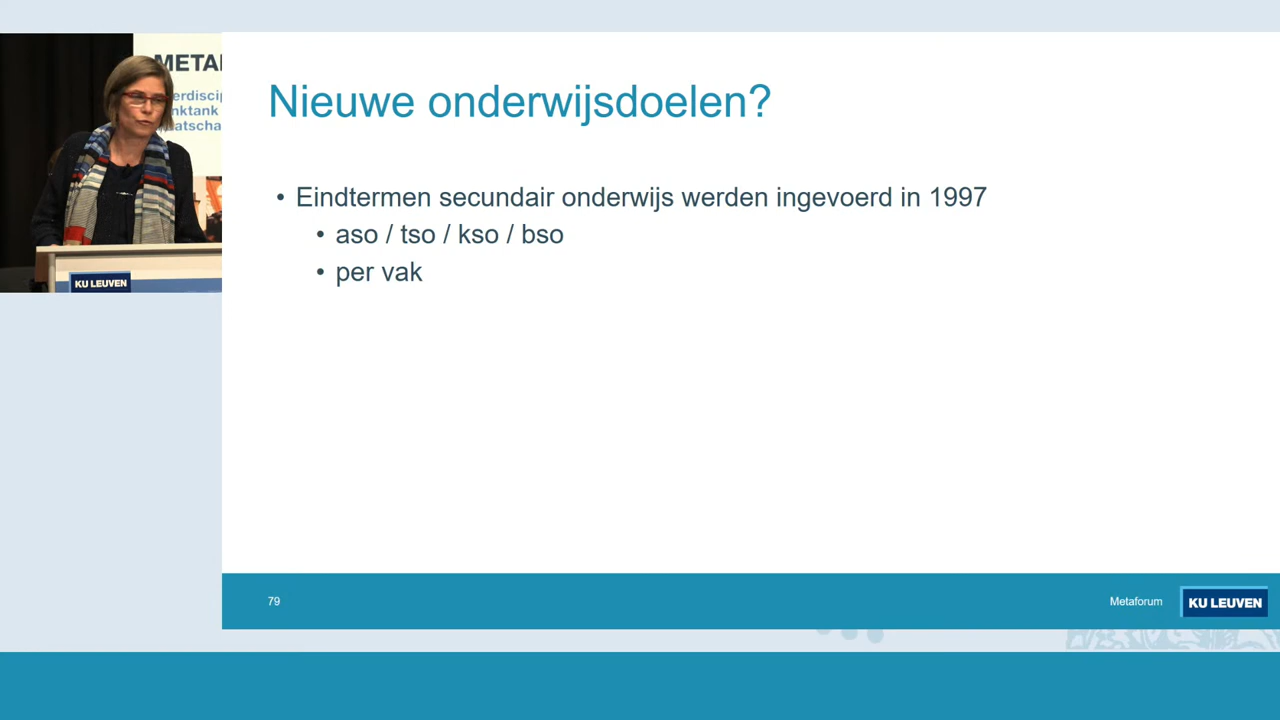 Nieuwe onderwijsdoelen?
• Eindtermen secundair onderwijs werden ingevoerd in 1997
• aso / tso / kso / bso
• per vak
KU LEUVEN
79
Metaforum
KU LEUVEN